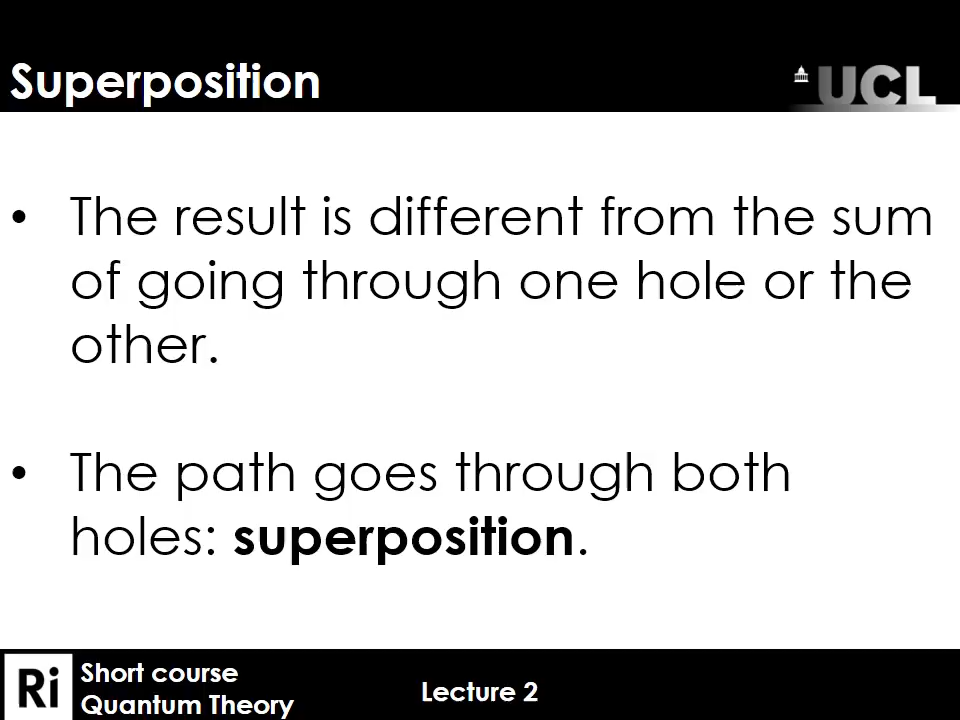 Superposition
UCL
• The result is different from the sum
of going through one hole or the
other.
• The path goes through both
holes: superposition.
Ri
Short course
Quantum Theory
Lecture 2